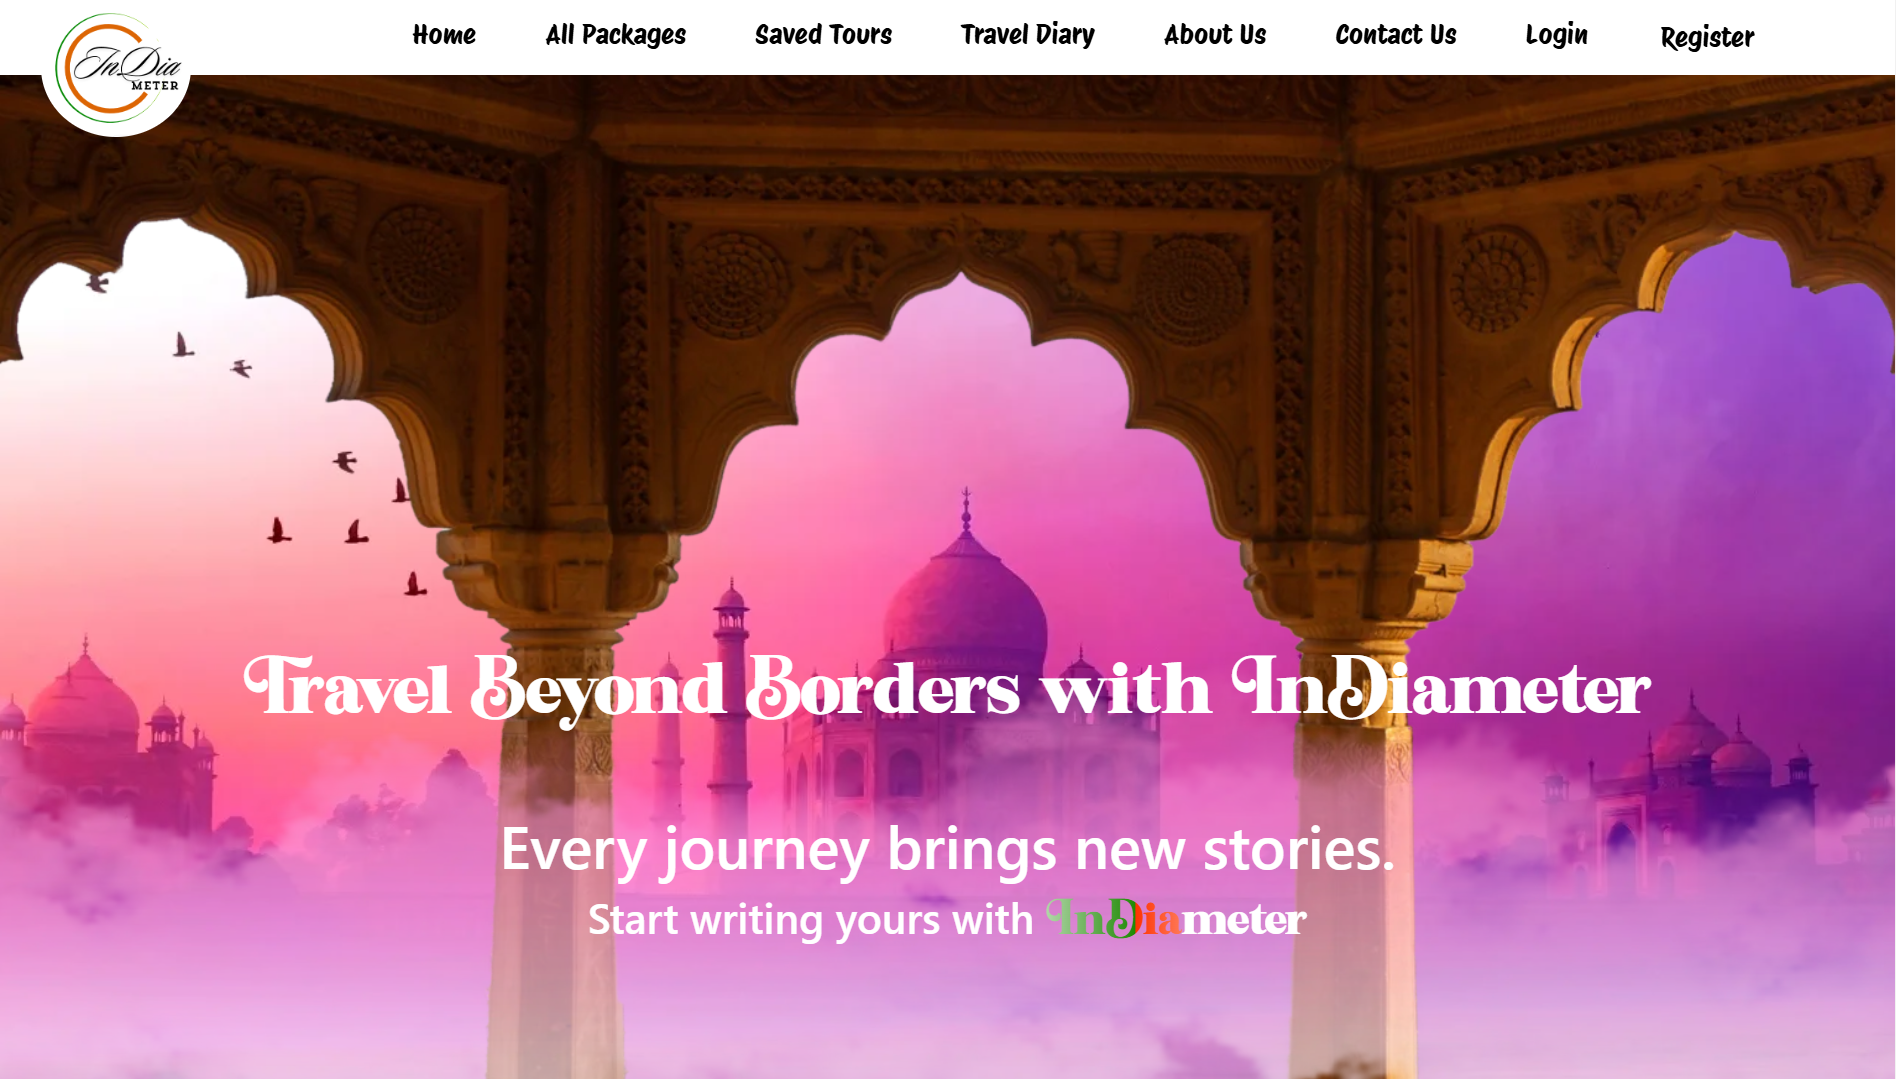 InDia
METER
Home All Packages Saved Tours Travel Diary About Us Contact Us Login Register
Travel Beyond Borders with InDiameter
Every journey brings new stories.
Start writing yours with InDiameter